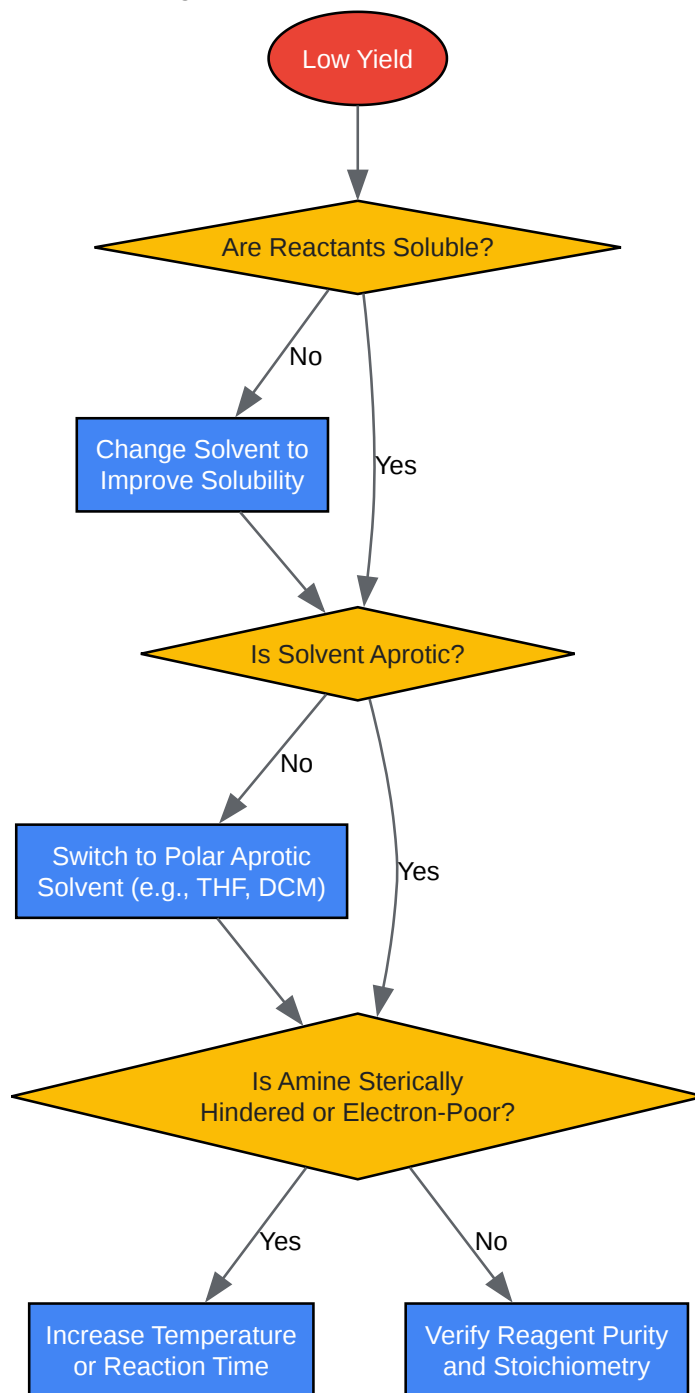 Low Yield
Are Reactants Soluble?
No
Change Solvent to
Improve Solubility
Yes
Is Solvent Aprotic?
No
Switch to Polar Aprotic
Solvent (e.g., THF, DCM)
Yes
Is Amine Sterically
Hindered or Electron-Poor?
Yes
No
Increase Temperature
or Reaction Time
Verify Reagent Purity
and Stoichiometry